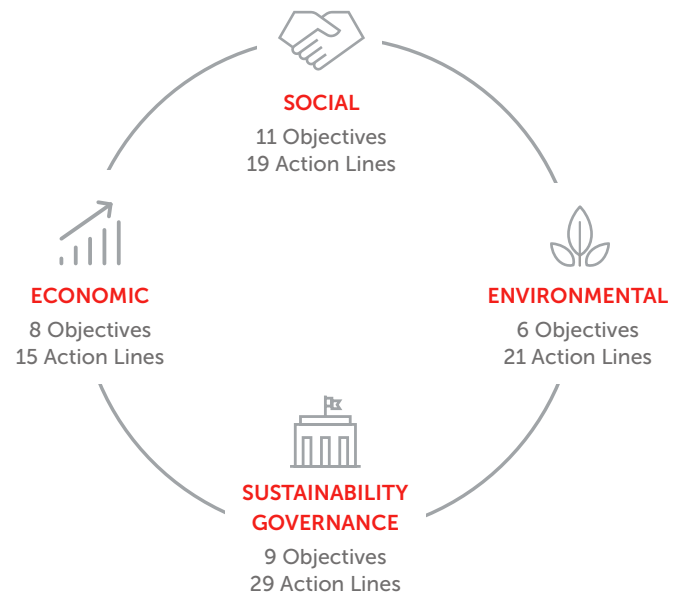 SOCIAL
11 Objectives
19 Action Lines
ECONOMIC
8 Objectives
15 Action Lines
ENVIRONMENTAL
6 Objectives
21 Action Lines
SUSTAINABILITY
GOVERNANCE
9 Objectives
29 Action Lines